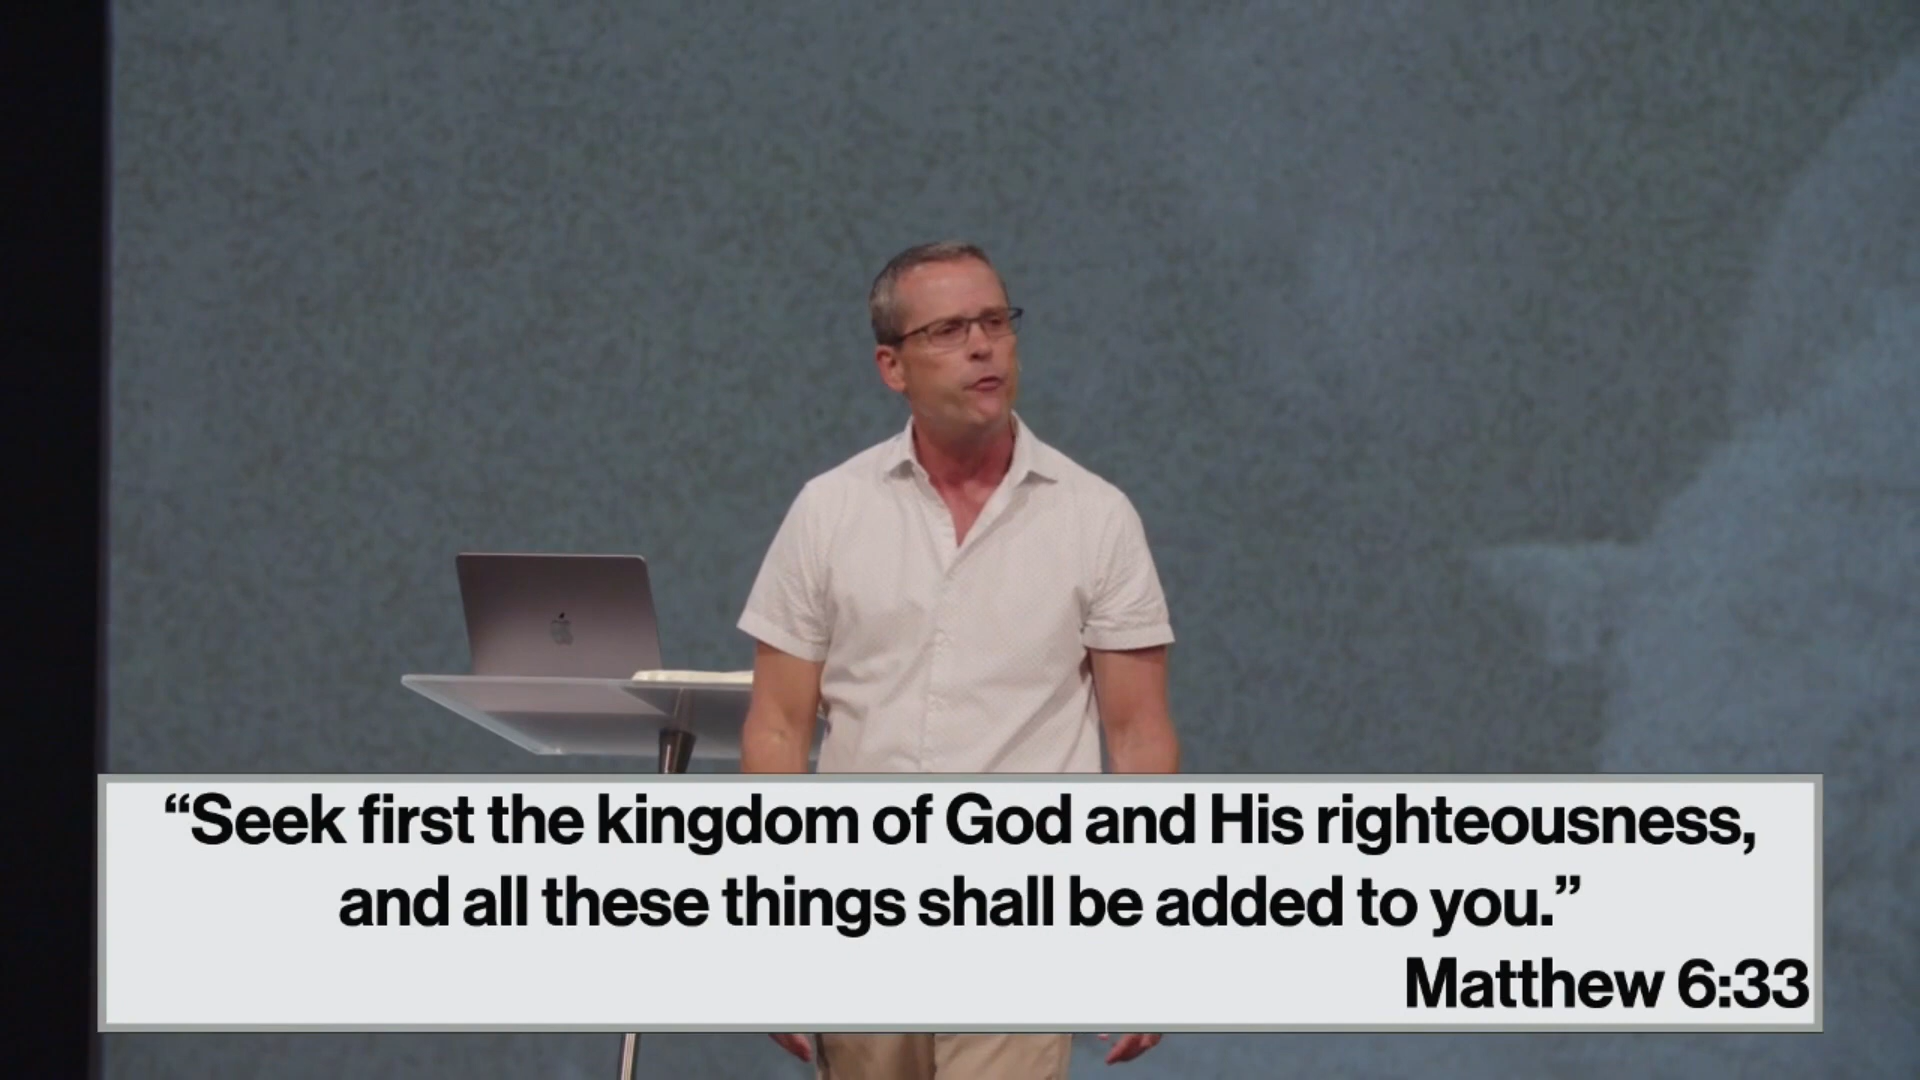 “Seek first the kingdom of God and His righteousness,
and all these things shall be added to you.”
Matthew 6:33